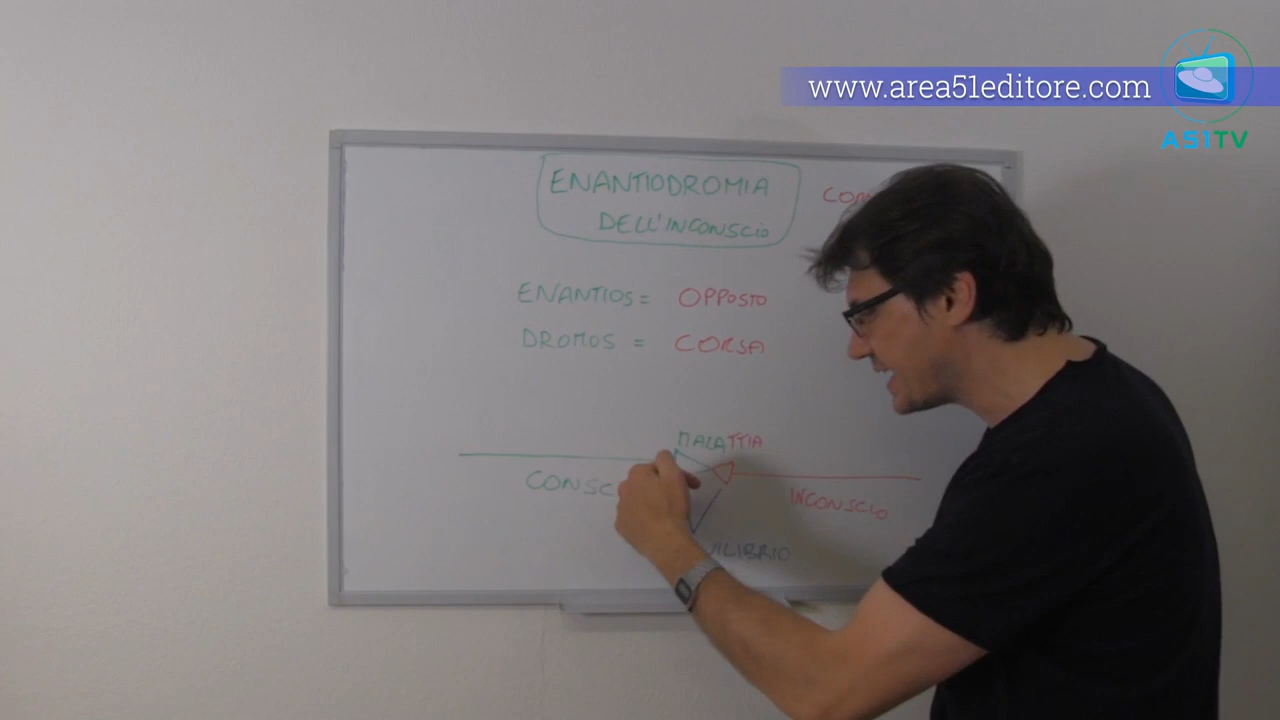 www.area51editore.com
A51TV
ENANTIODROMIA
DELL'INCONSCIO
ENANTIOS = OPPOSTO
DROMOS = CORSA
MALATTIA
INCONSCIO